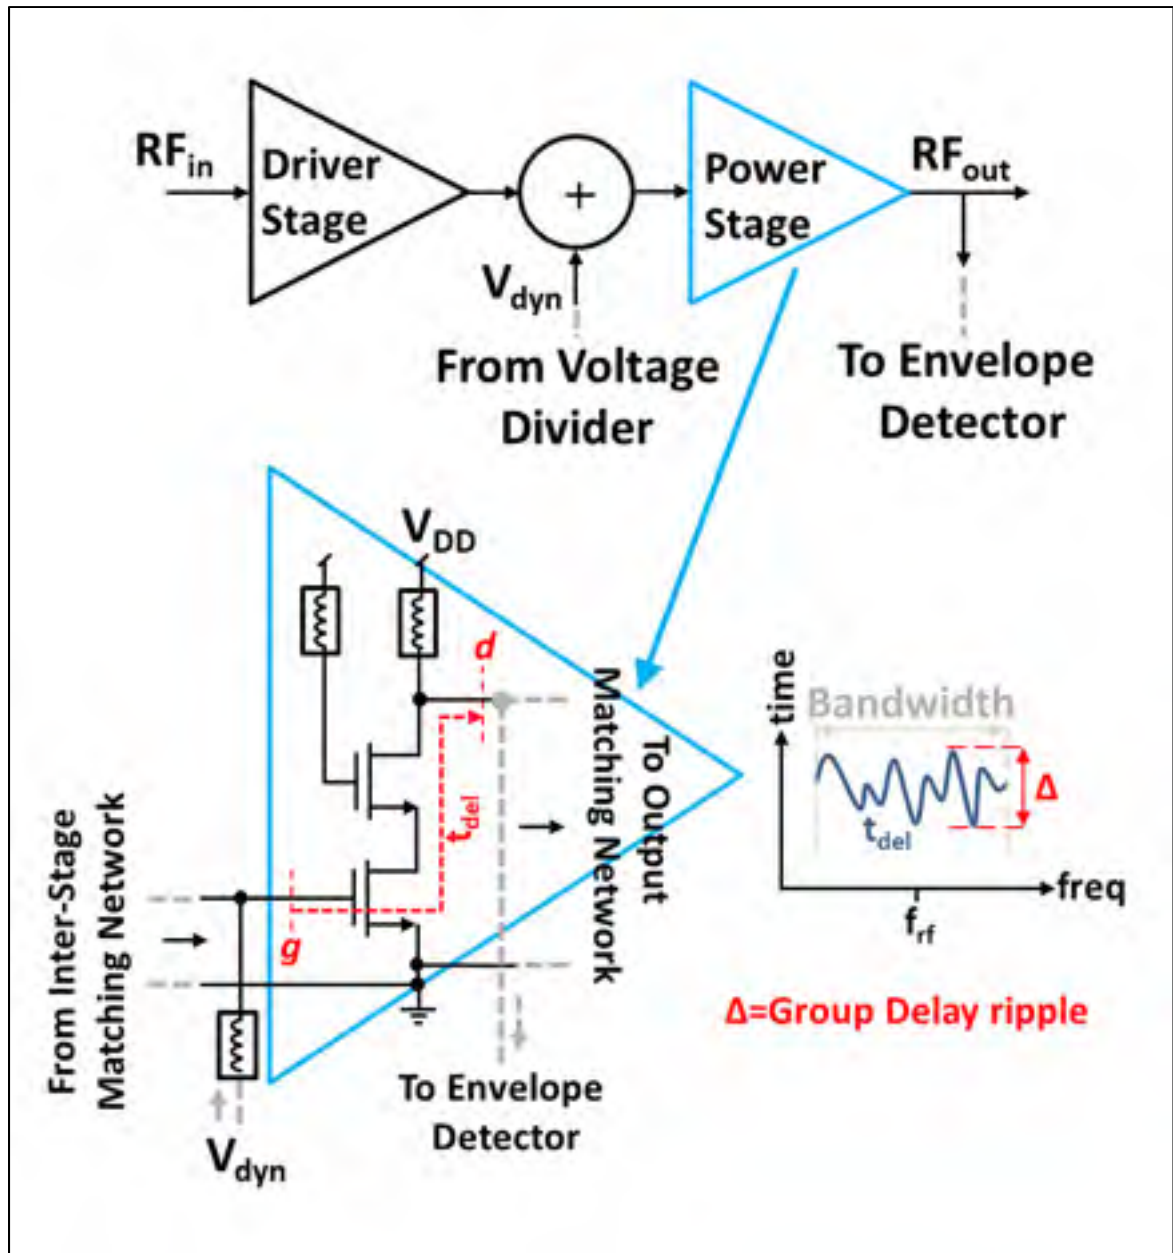 RFin
Driver
Stage
+
Vdyn
From Voltage
Divider
Power
Stage
RFout
To Envelope
Detector
VDD
d
tdel
g
From Inter-Stage
Matching Network
Vdyn
To Output
Matching Network
To Envelope
Detector
time
Bandwidth
Δ
tdel
freq
frf
Δ=Group Delay ripple